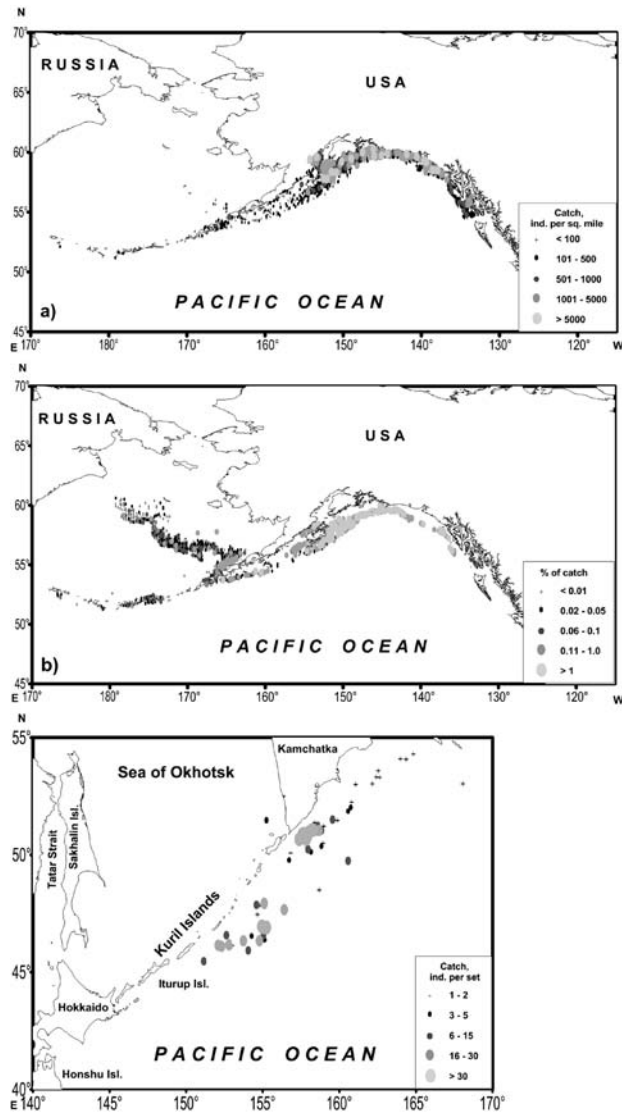 N
70°
RUSSIA
USA
65°
60°
55°
50°
a)
PACIFIC OCEAN
45°
E 170° 180° 170° 160° 150° 140° 130° 120° W
Catch,
ind. per sq. mile
< 100
101 - 500
501 - 1000
1001 - 5000
> 5000
N
70°
RUSSIA
USA
65°
60°
55°
50°
b)
PACIFIC OCEAN
45°
E 170° 180° 170° 160° 150° 140° 130° 120° W
% of catch
< 0.01
0.02 - 0.05
0.06 - 0.1
0.11 - 1.0
> 1
N
55°
Kamchatka
Sea of Okhotsk
Tatar Strait
Sakhalin Isl.
50°
Kuril Islands
45°
Iturup Isl.
Hokkaido
Honshu Isl.
PACIFIC OCEAN
40°
140° 145° 150° 155° 160° 165° 170°
E
Catch,
ind. per set
1 - 2
3 - 5
6 - 15
16 - 30
> 30